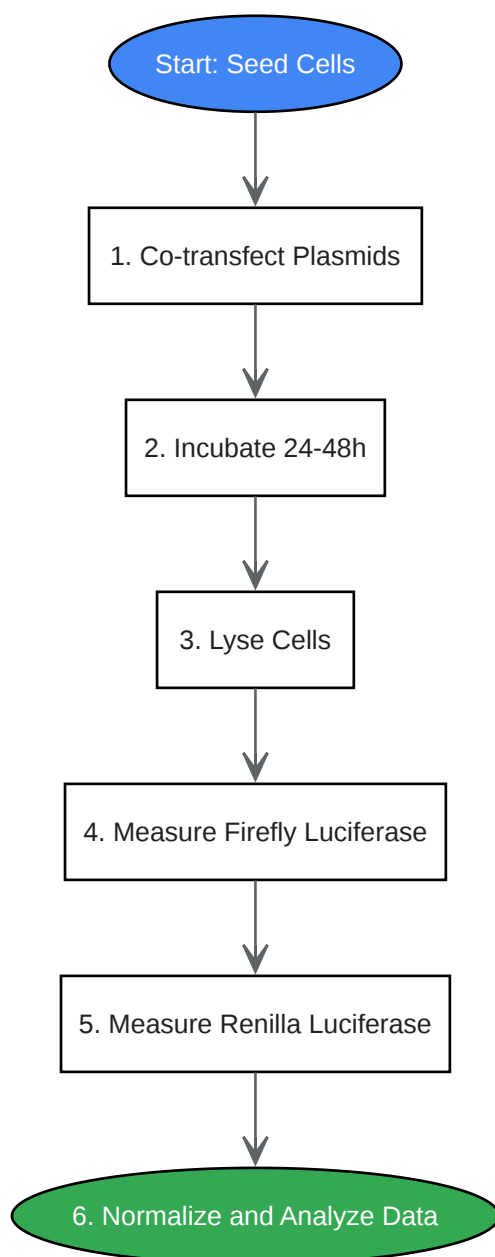 Start: Seed Cells
1. Co-transfect Plasmids
2. Incubate 24-48h
3. Lyse Cells
4. Measure Firefly Luciferase
5. Measure Renilla Luciferase
6. Normalize and Analyze Data